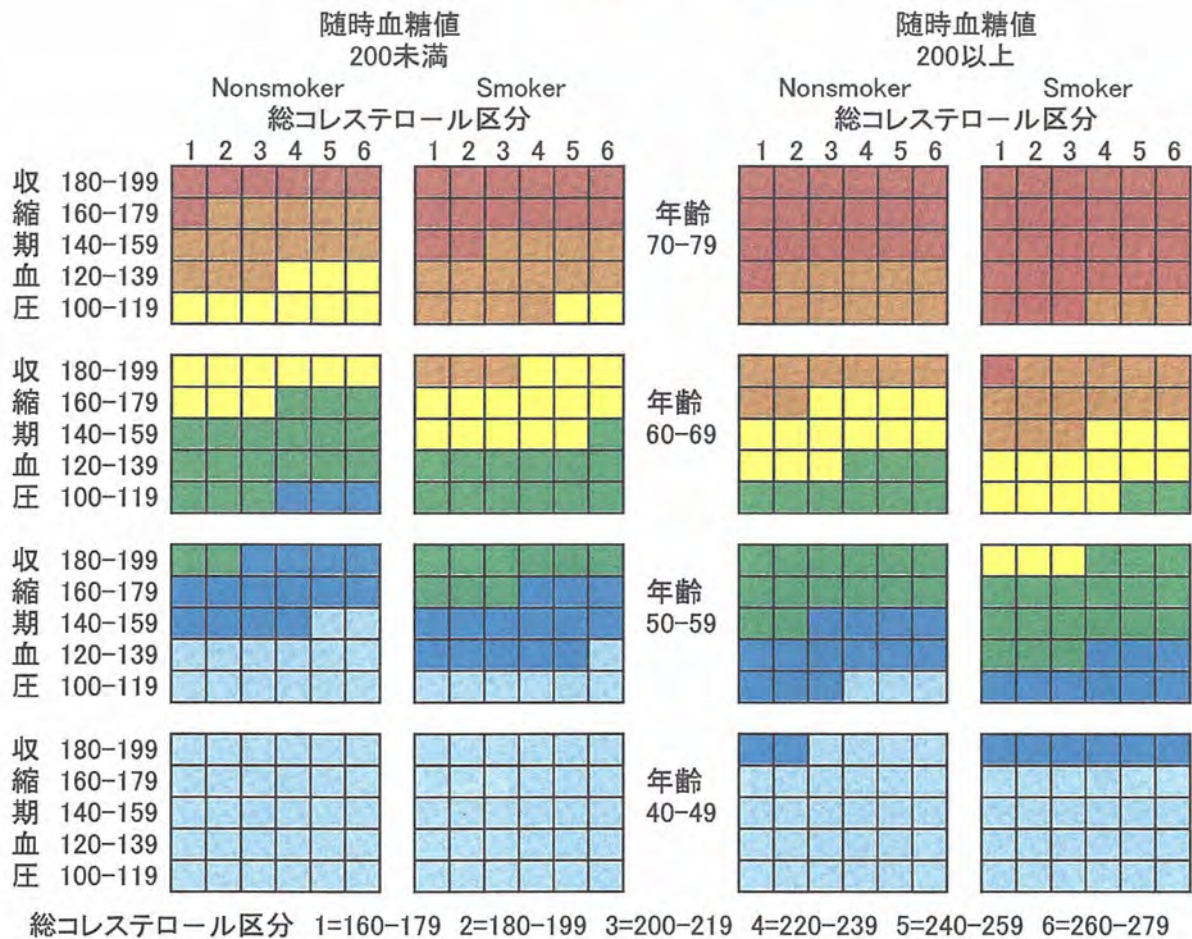 随時血糖値 随時血糖値
200未満 200以上
Nonsmoker Smoker Nonsmoker Smoker
総コレステロール区分 総コレステロール区分
1 2 3 4 5 6 1 2 3 4 5 6 1 2 3 4 5 6 1 2 3 4 5 6
収 180-199
縮 160-179 年齢
期 140-159 70-79
血 120-139
圧 100-119
収 180-199
縮 160-179 年齢
期 140-159 60-69
血 120-139
圧 100-119
収 180-199
縮 160-179 年齢
期 140-159 50-59
血 120-139
圧 100-119
収 180-199
縮 160-179 年齢
期 140-159 40-49
血 120-139
圧 100-119
総コレステロール区分 1=160-179 2=180-199 3=200-219 4=220-239 5=240-259 6=260-279